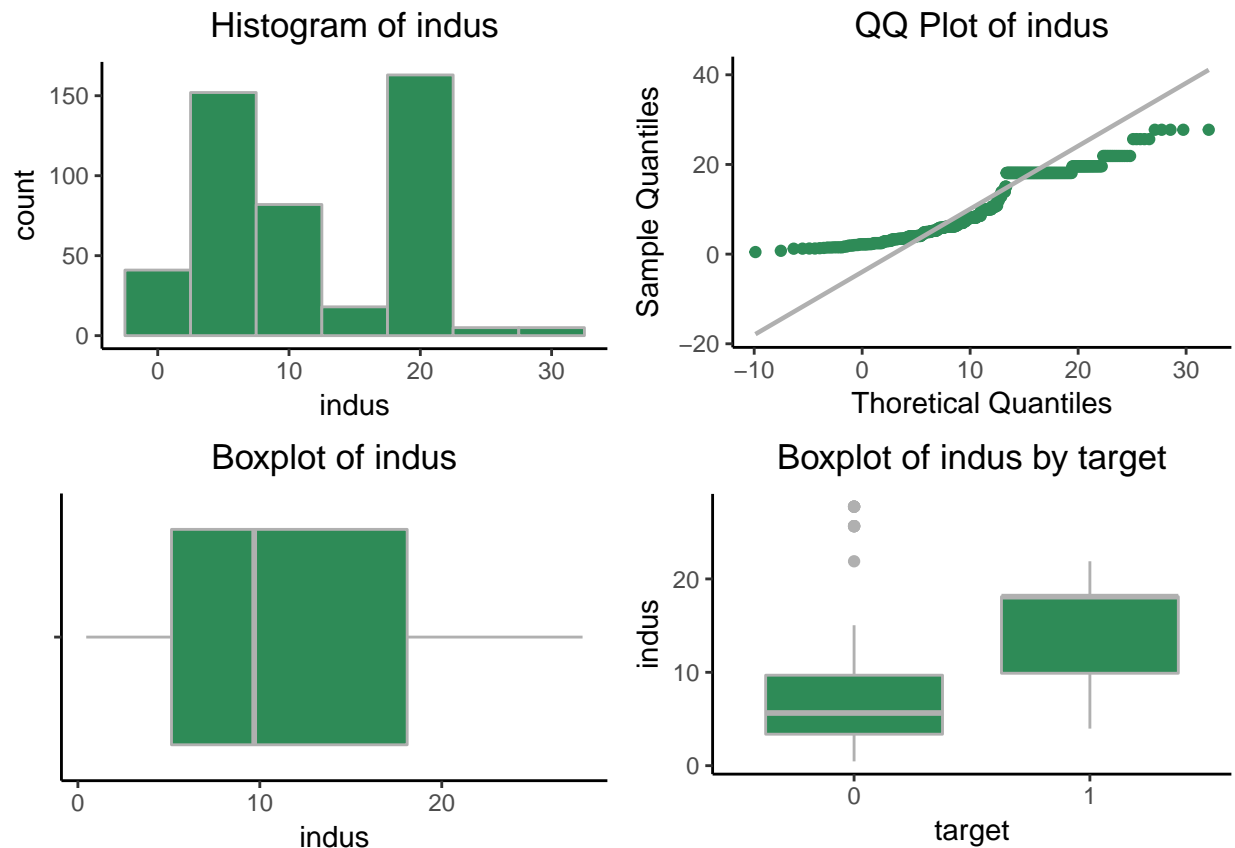 Histogram of indus
150
100
50
0
count
0 10 20 30
indus
QQ Plot of indus
40
20
0
−20
Sample Quantiles
−10 0 10 20 30
Thoretical Quantiles
Boxplot of indus
0 10 20
indus
Boxplot of indus by target
20
10
0
indus
0 1
target